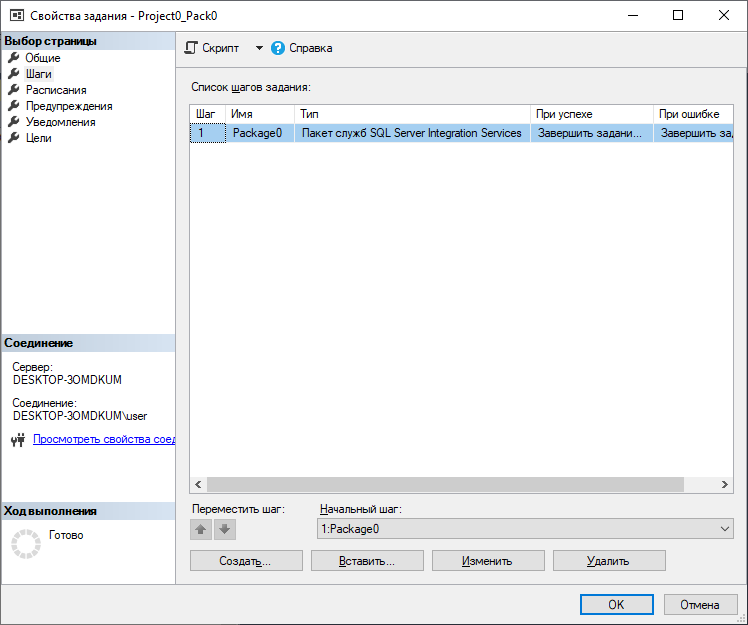 Свойства задания - Project0_Pack0
Выбор страницы
Общие
Шаги
Расписания
Предупреждения
Уведомления
Цели
Скрипт
Справка
Список шагов задания:
Шаг Имя Тип При успехе При ошибке
1 Package0 Пакет служб SQL Server Integration Services Завершить задани... Завершить зад
Соединение
Сервер:
DESKTOP-3OMDKUM
Соединение:
DESKTOP-3OMDKUM\user
Просмотреть свойства соед
Ход выполнения
Готово
Переместить шаг: Начальный шаг:
1:Package0
Создать... Вставить... Изменить Удалить
OK Отмена